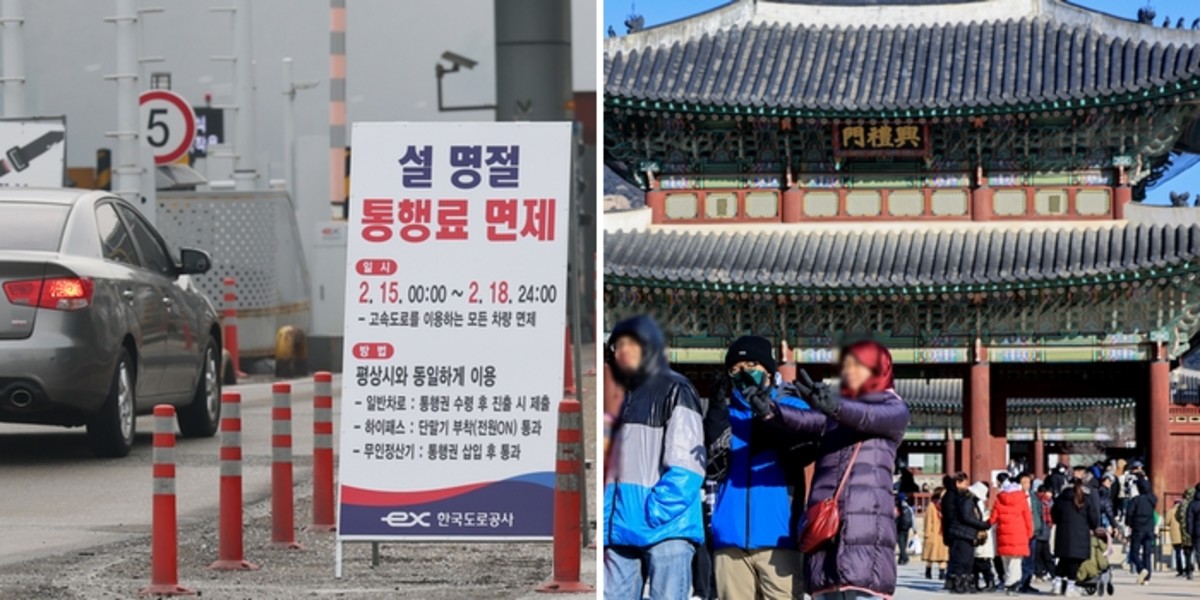 5
설 명절
통행료 면제
일 시
2. 15. 00:00 ~ 2. 18. 24:00
- 고속도로를 이용하는 모든 차량 면제
방 법
평상시와 동일하게 이용
- 일반차로 : 통행권 수령 후 진출 시 제출
- 하이패스 : 단말기 부착(전원ON) 통과
- 무인정산기 : 통행권 삽입 후 통과
ex 한국도로공사
門禮興